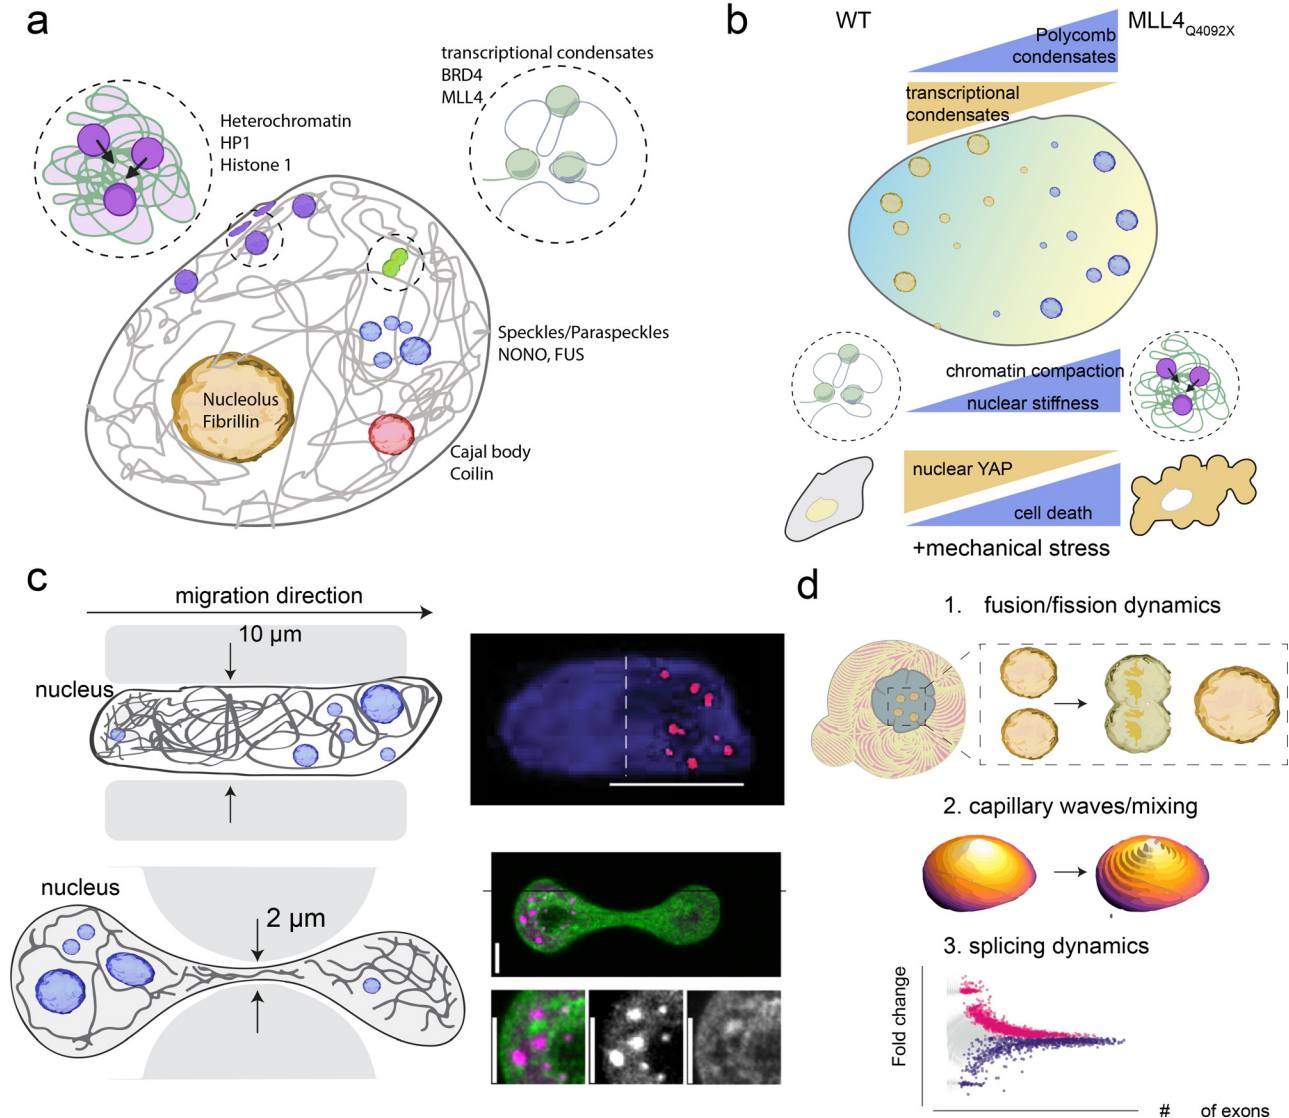 a
transcriptional condensates
BRD4
MLL4
Heterochromatin
HP1
Histone 1
Speckles/Paraspeckles
NONO, FUS
Nucleolus
Fibrillin
Cajal body
Coilin
b
WT
MLL4Q4092X
Polycomb
condensates
transcriptional
condensates
chromatin compaction
nuclear stiffness
nuclear YAP
cell death
+mechanical stress
c
migration direction
10 µm
nucleus
nucleus
2 µm
d
1. fusion/fission dynamics
2. capillary waves/mixing
3. splicing dynamics
Fold change
# of exons